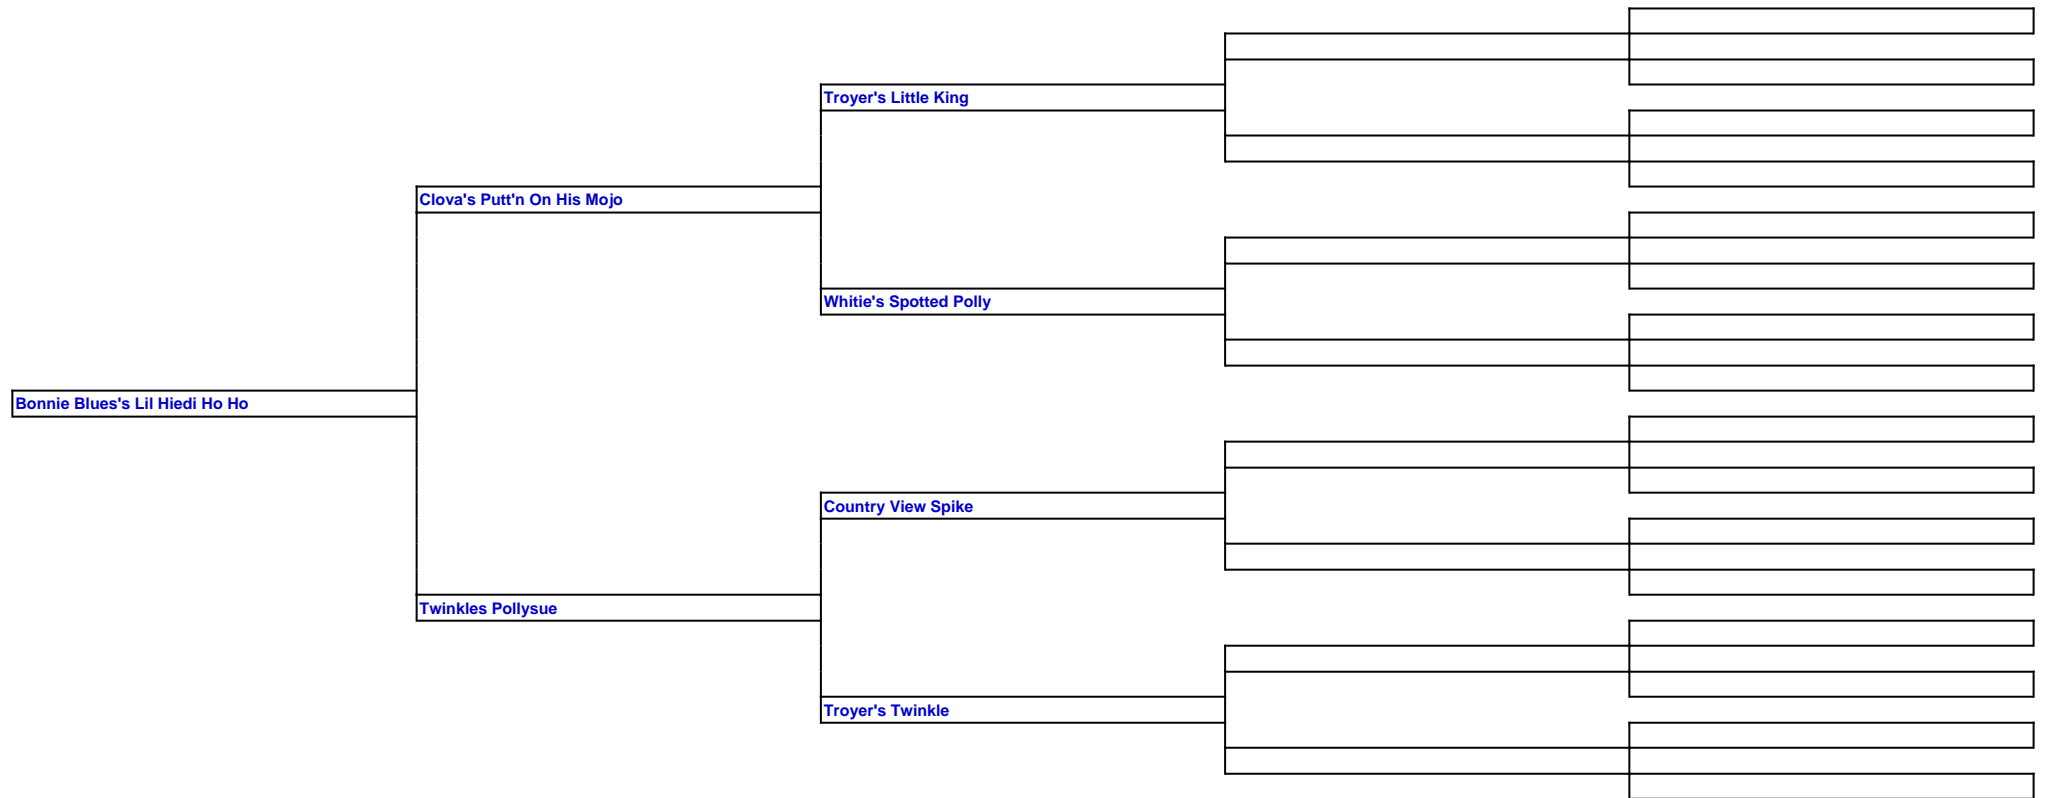 Troyer's Little King
Clova's Putt'n On His Mojo
Whitie's Spotted Polly
Bonnie Blues's Lil Hiedi Ho Ho
Country View Spike
Twinkles Pollysue
Troyer's Twinkle